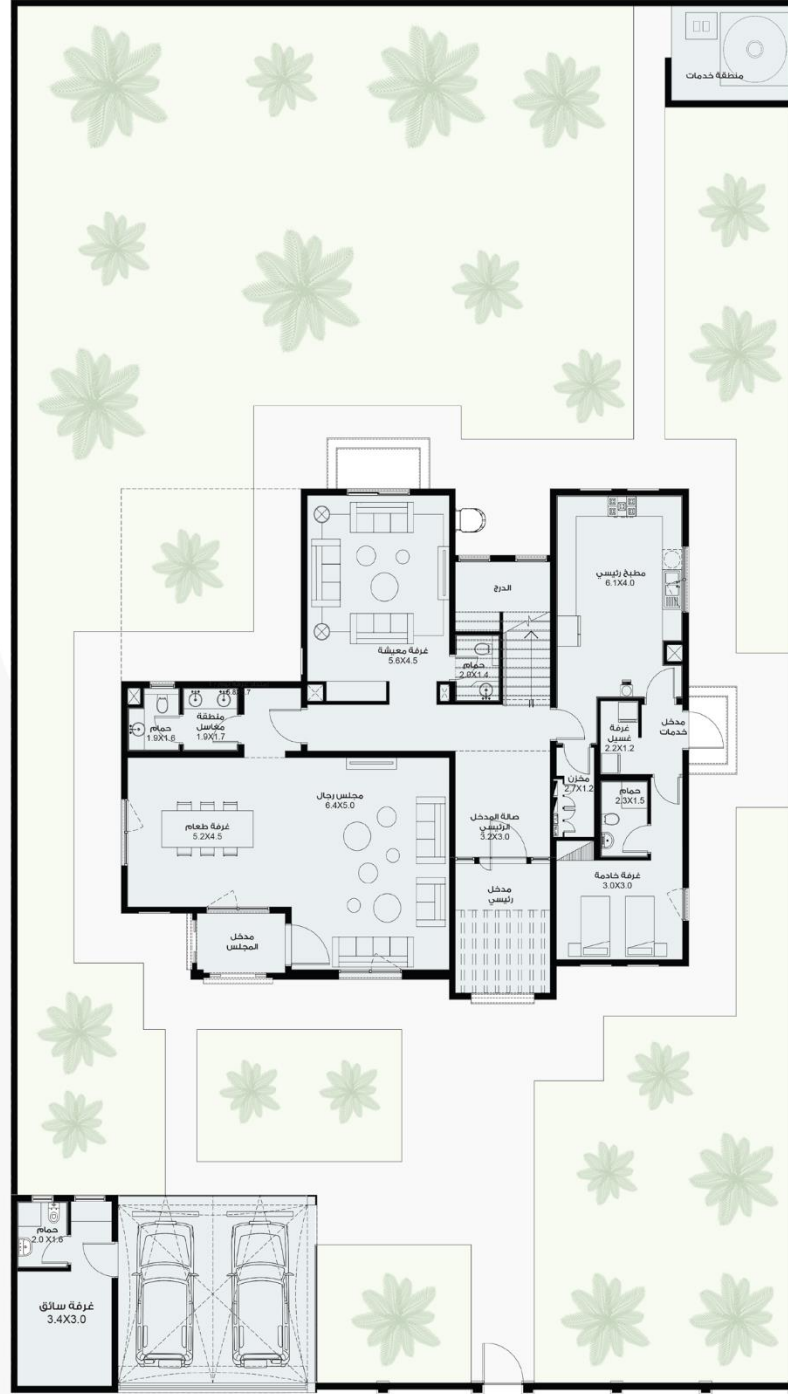 منطقة خدمات
مطبخ رئيسي
6.1X4.0
الدرج
غرفة معيشة
5.6X4.5
حمام
2.0X1.4
منطقة
مغاسل
1.9X1.7
حمام
1.9X1.6
مدخل
خدمات
غرفة
غسيل
2.2X1.2
مخزن
2.7X1.2
حمام
2.3X1.5
مجلس رجال
6.4X5.0
غرفة طعام
5.2X4.5
صالة المدخل
الرئيسي
3.2X3.0
غرفة خادمة
3.0X3.0
مدخل
رئيسي
مدخل
المجلس
حمام
2.0 X1.6
غرفة سائق
3.4X3.0